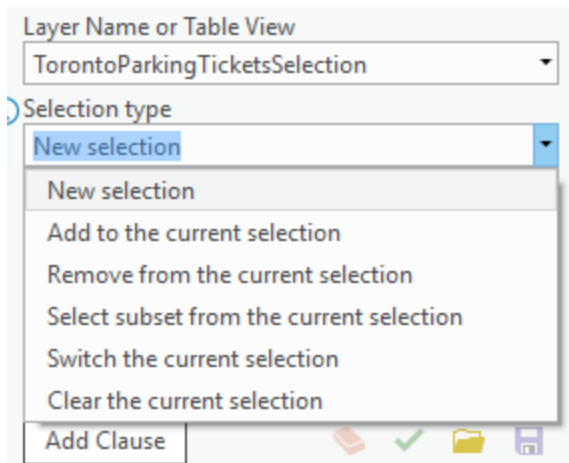 Layer Name or Table View
TorontoParkingTicketsSelection
Selection type
New selection
New selection
Add to the current selection
Remove from the current selection
Select subset from the current selection
Switch the current selection
Clear the current selection
Add Clause